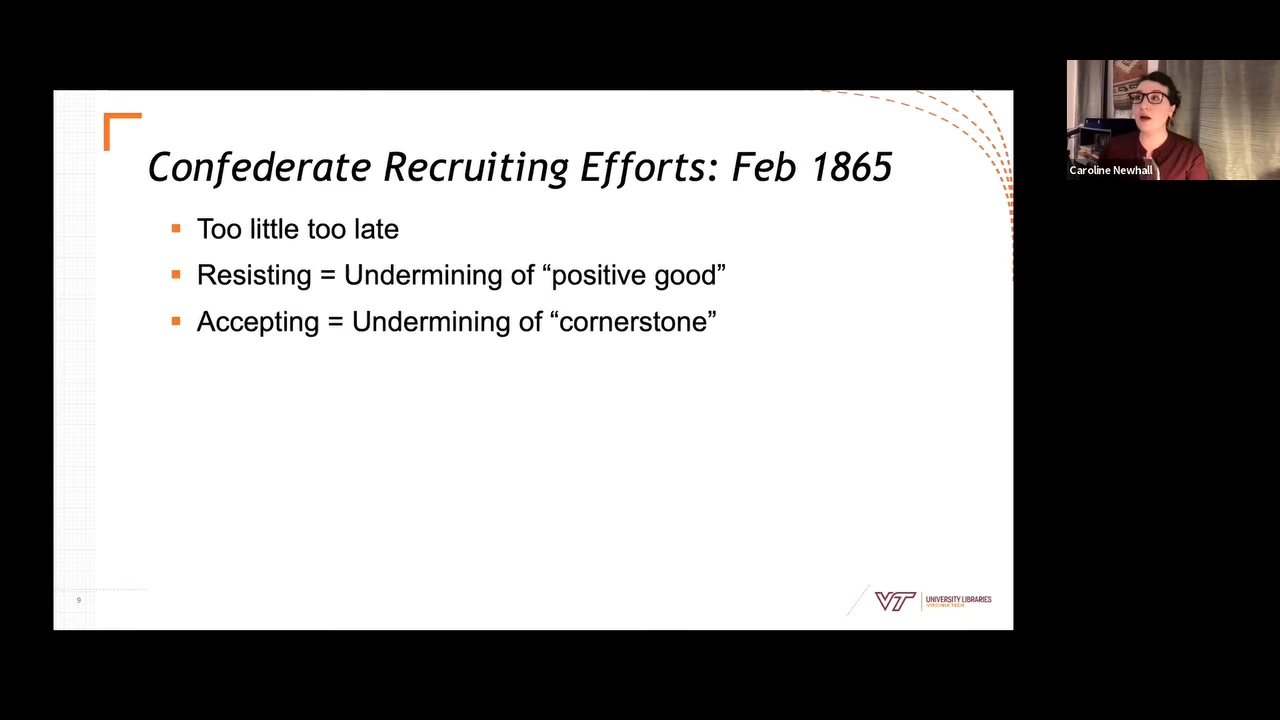 Confederate Recruiting Efforts: Feb 1865
Too little too late
Resisting = Undermining of “positive good”
Accepting = Undermining of “cornerstone”
9
VT
UNIVERSITY LIBRARIES
VIRGINIA TECH
Caroline Newhall